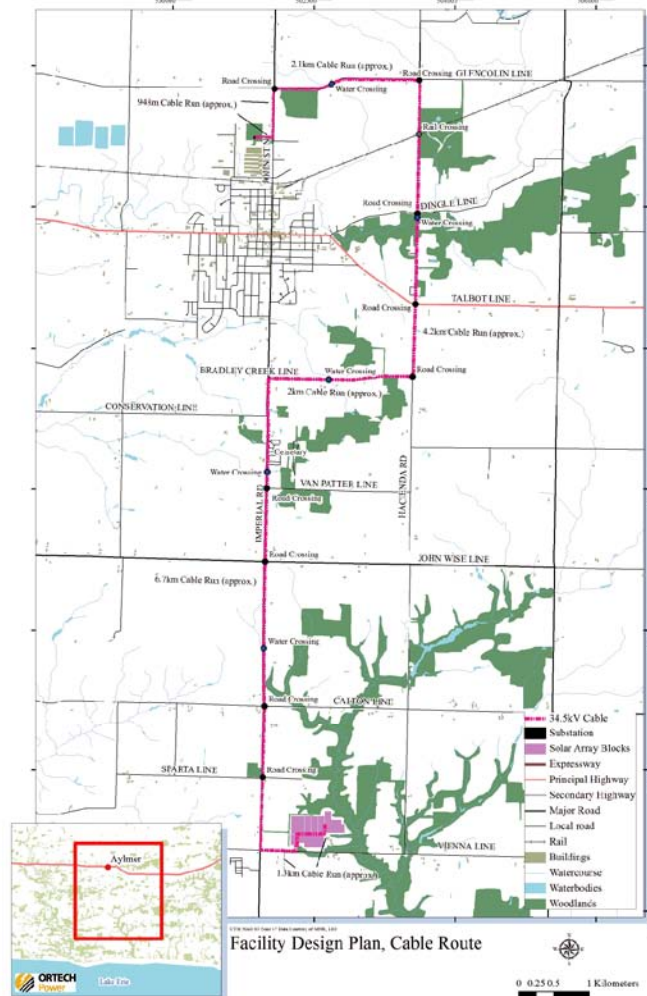 2.1km Cable Run (approx.)
Road Crossing
Road Crossing
GLENCOLIN LINE
Water Crossing
944m Cable Run (approx.)
JOHN ST N
Rail Crossing
Road Crossing
DINGLE LINE
Water Crossing
TALBOT LINE
Road Crossing
4.2km Cable Run (approx.)
BRADLEY CREEK LINE
Water Crossing
Road Crossing
2km Cable Run (approx.)
CONSERVATION LINE
Cemetery
Water Crossing
VAN PATTER LINE
Road Crossing
IMPERIAL RD
HACIENDA RD
Road Crossing
JOHN WISE LINE
6.7km Cable Run (approx.)
Water Crossing
Road Crossing
CALTON LINE
SPARTA LINE
Road Crossing
VIENNA LINE
1.3km Cable Run (approx.)
34.5kV Cable
Substation
Solar Array Blocks
Expressway
Principal Highway
Secondary Highway
Major Road
Local road
Rail
Buildings
Watercourse
Waterbodies
Woodlands
Aylmer
Lake Erie
ORTECH
Power
Facility Design Plan, Cable Route
0 0.25 0.5 1 Kilometers